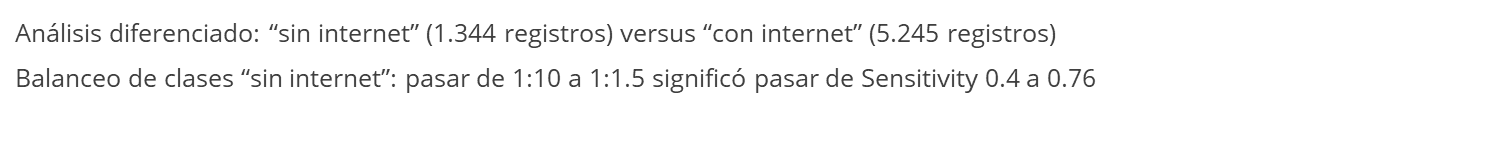 Análisis diferenciado: “sin internet” (1.344 registros) versus “con internet” (5.245 registros)
Balanceo de clases “sin internet”: pasar de 1:10 a 1:1.5 significó pasar de Sensitivity 0.4 a 0.76